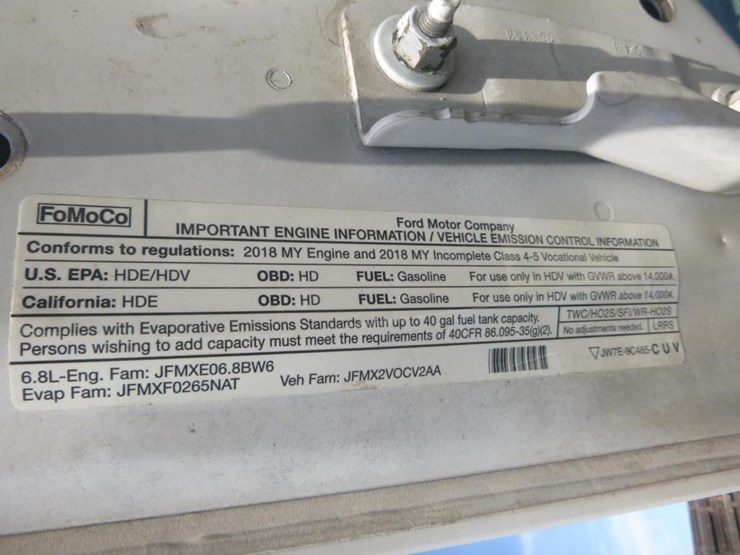 FoMoCo
Ford Motor Company
IMPORTANT ENGINE INFORMATION / VEHICLE EMISSION CONTROL INFORMATION
Conforms to regulations: 2018 MY Engine and 2018 MY Incomplete Class 4-5 Vocational Vehicle
U.S. EPA: HDE/HDV OBD: HD FUEL: Gasoline For use only in HDV with GVWR above 14,000#.
California: HDE OBD: HD FUEL: Gasoline For use only in HDV with GVWR above 14,000#.
Complies with Evaporative Emissions Standards with up to 40 gal fuel tank capacity.
Persons wishing to add capacity must meet the requirements of 40CFR 86.095-35(g)(2).
TWC/HO2S/SFI/WR-HO2S
No adjustments needed. LRRS
6.8L-Eng. Fam: JFMXE06.8BW6
Evap Fam: JFMXF0265NAT
Veh Fam: JFMX2VOCV2AA
JW7E-9C485-C U V